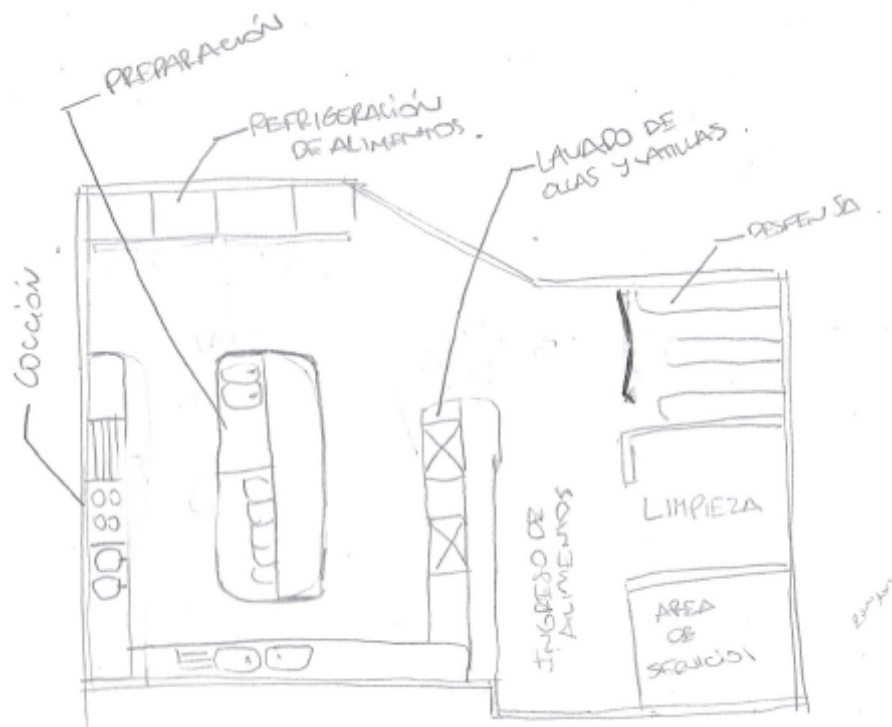 PREPARACIÓN
REFRIGERACIÓN
DE ALIMENTOS.
LAVADO DE
OLLAS Y VAJILLAS.
DESPENSA
COCCIÓN
INGRESO DE
ALIMENTOS
LIMPIEZA
AREA
DE
SERVICIO